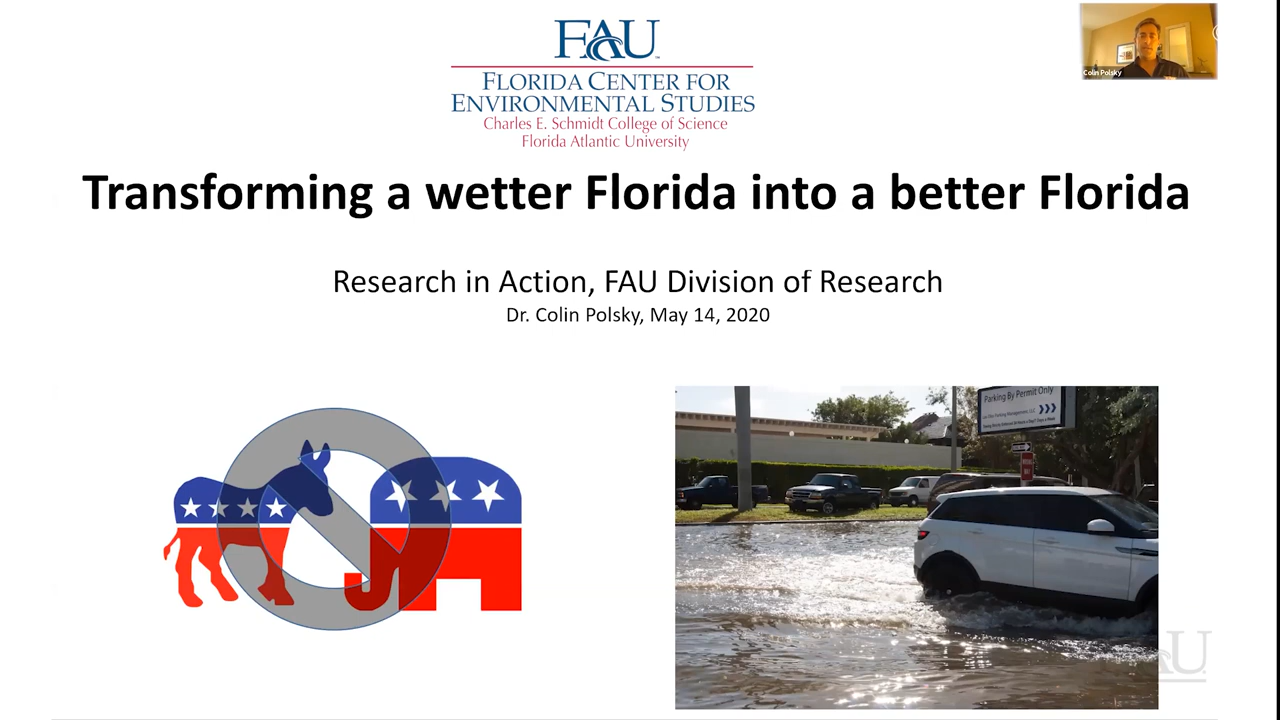 FAU
FLORIDA CENTER FOR
ENVIRONMENTAL STUDIES
Charles E. Schmidt College of Science
Florida Atlantic University
Colin Polsky
Transforming a wetter Florida into a better Florida
Research in Action, FAU Division of Research
Dr. Colin Polsky, May 14, 2020
Parking By Permit Only